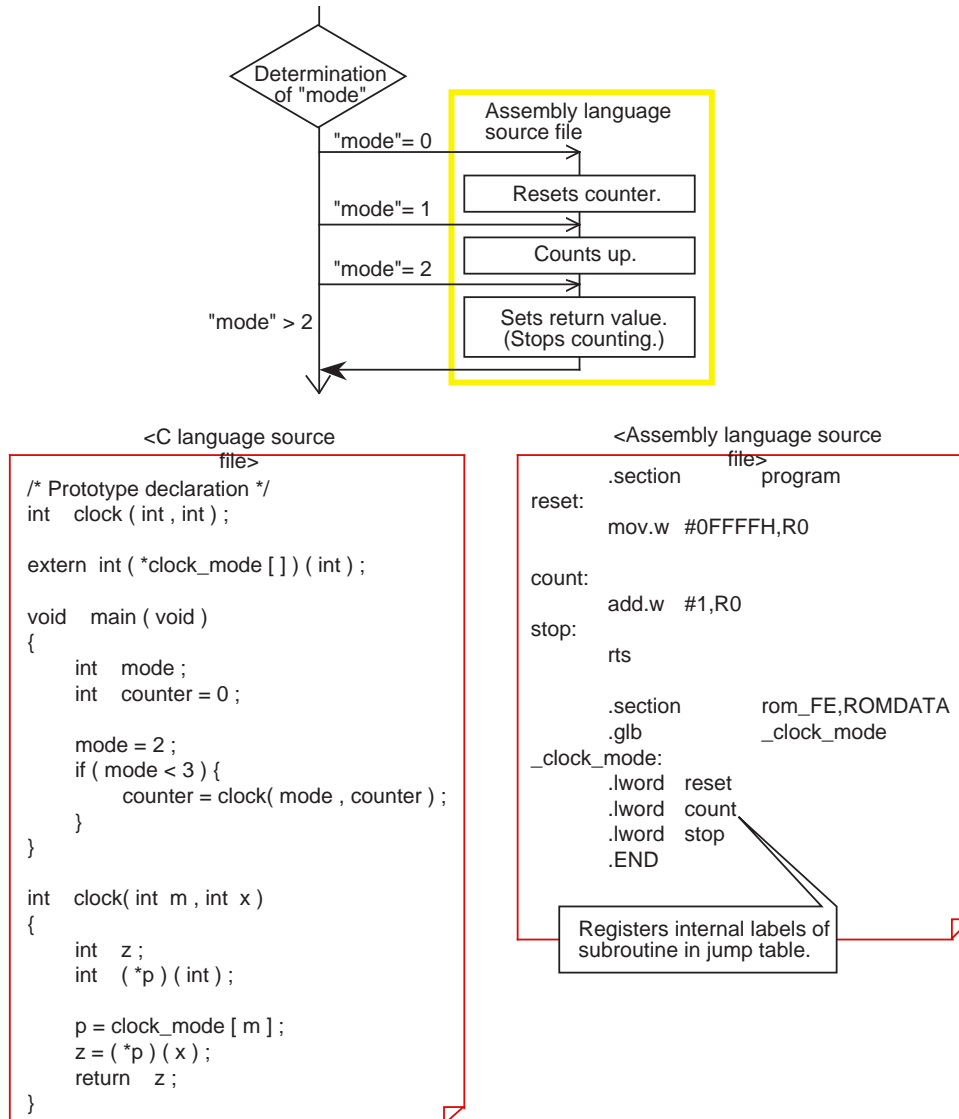 Determination
of "mode"
Assembly language
source file
"mode"= 0
Resets counter.
"mode"= 1
Counts up.
"mode"= 2
"mode" > 2
Sets return value.
(Stops counting.)
<C language source
file>
/* Prototype declaration */
int clock ( int , int ) ;
extern int ( *clock_mode [ ] ) ( int ) ;
void main ( void )
{
int mode ;
int counter = 0 ;
mode = 2 ;
if ( mode < 3 ) {
counter = clock( mode , counter ) ;
}
}
int clock( int m , int x )
{
int z ;
int ( *p ) ( int ) ;
p = clock_mode [ m ] ;
z = ( *p ) ( x ) ;
return z ;
}
<Assembly language source
file>
.section program
reset:
mov.w #0FFFFH,R0
count:
add.w #1,R0
stop:
rts
.section rom_FE,ROMDATA
.glb _clock_mode
_clock_mode:
.lword reset
.lword count
.lword stop
.END
Registers internal labels of
subroutine in jump table.